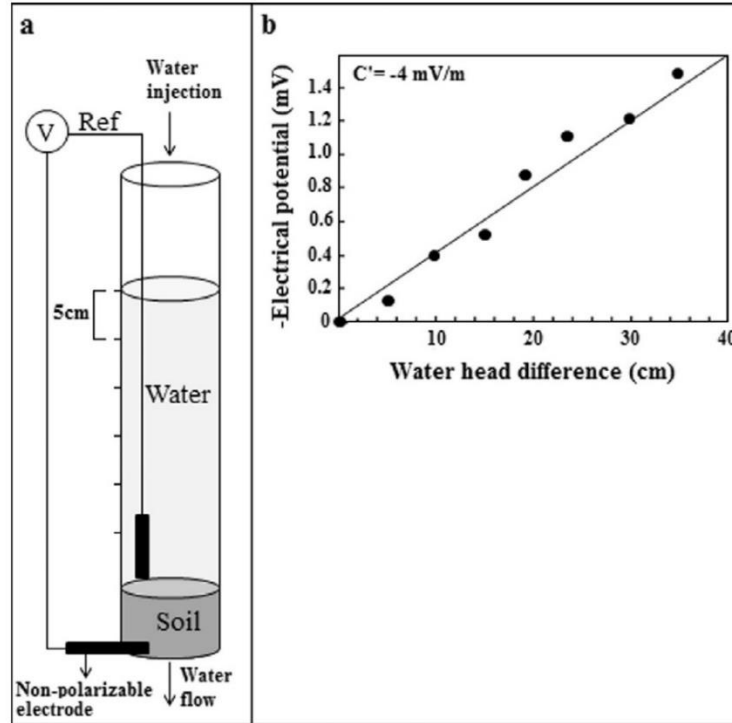 a
Water
injection
V
Ref
5cm
Water
Soil
Non-polarizable
electrode
Water
flow
b
C'= -4 mV/m
-Electrical potential (mV)
1.4
1.2
1.0
0.8
0.6
0.4
0.2
0
10
20
30
40
Water head difference (cm)